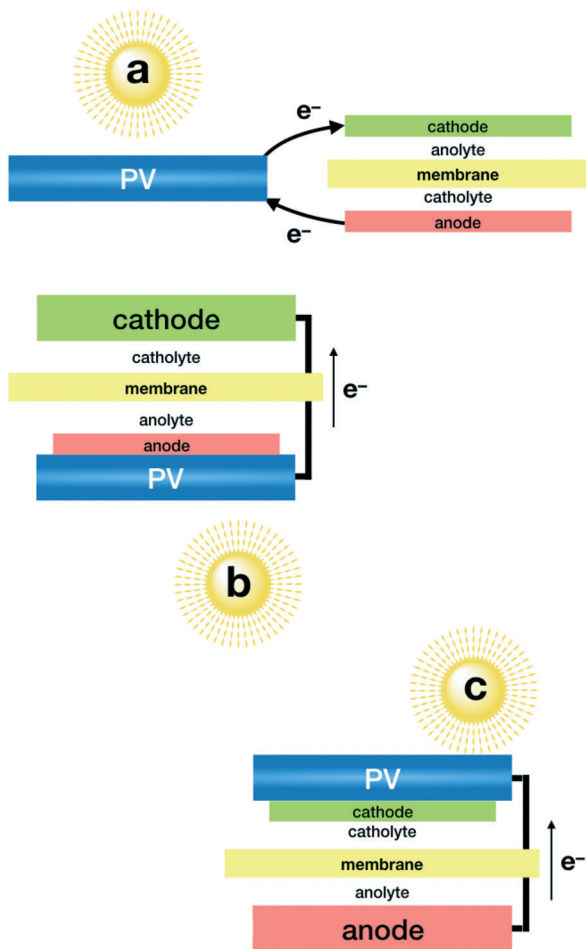 a
e⁻
cathode
PV
anolyte
membrane
catholyte
e⁻
anode
cathode
catholyte
membrane
e⁻
anolyte
anode
PV
b
c
PV
cathode
catholyte
e⁻
membrane
anolyte
anode